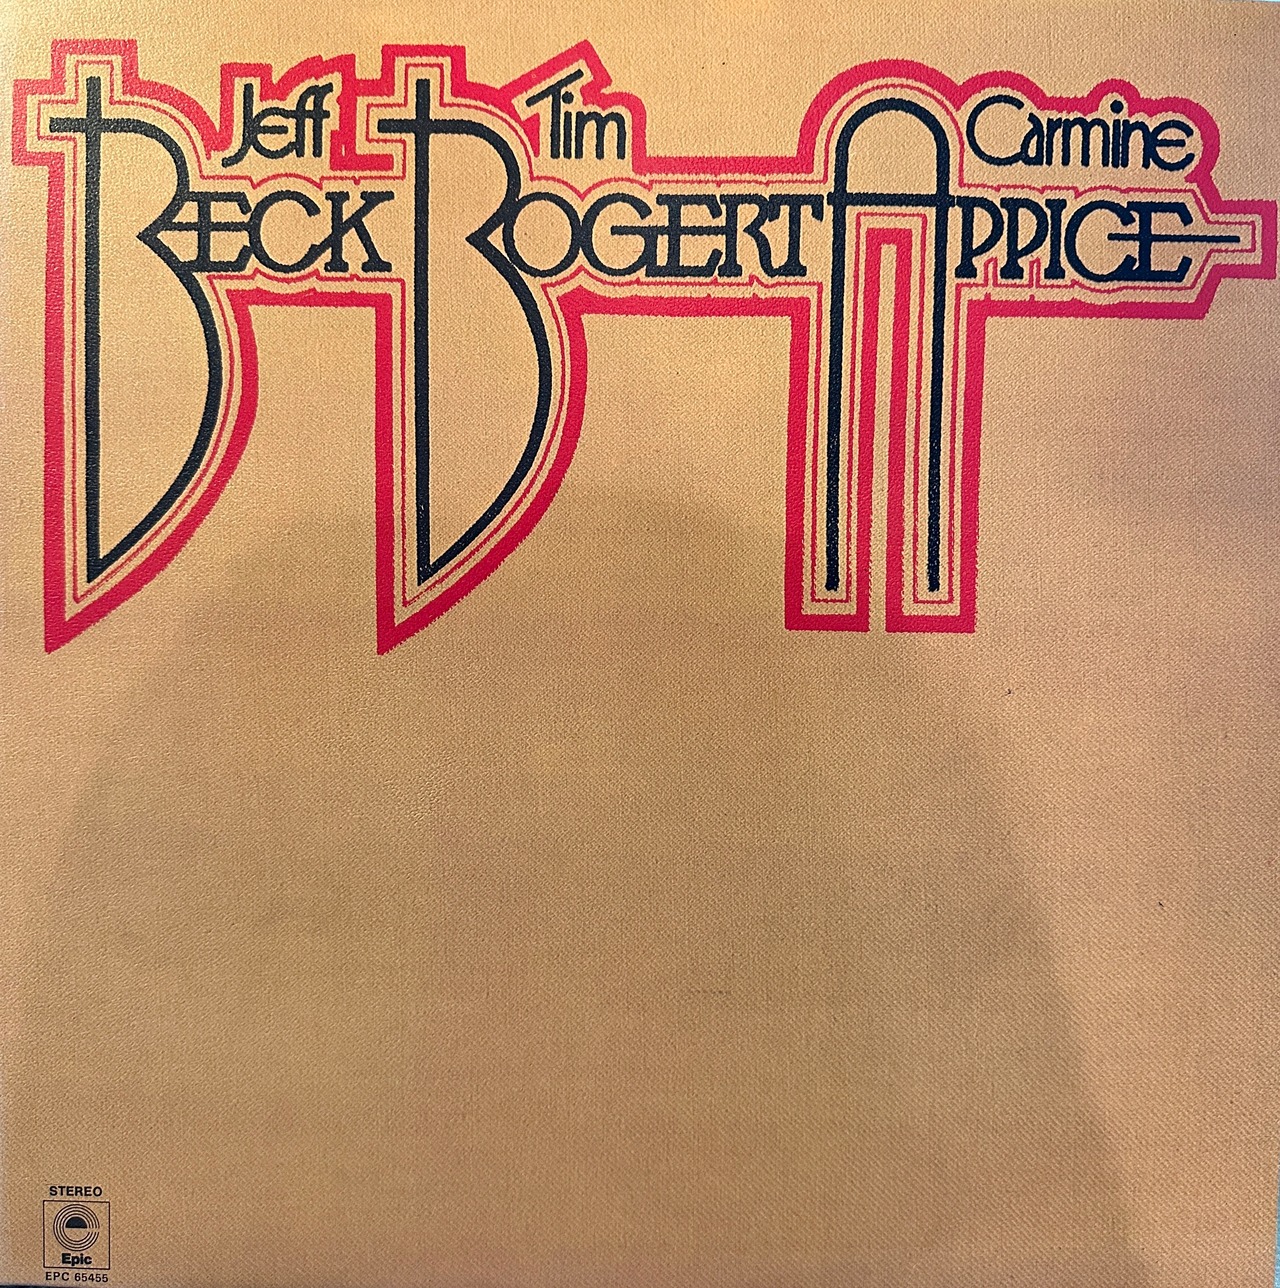 Jeff Tim Carmine
BECK BOGERT APPICE
STEREO
Epic
EPC 65455